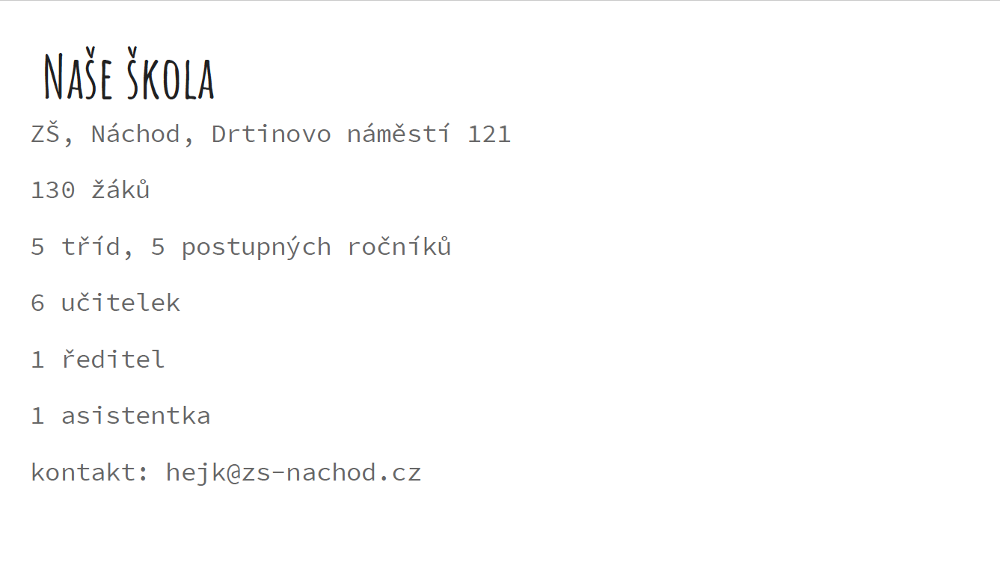 Naše škola
ZŠ, Náchod, Drtinovo náměstí 121
130 žáků
5 tříd, 5 postupných ročníků
6 učitelek
1 ředitel
1 asistentka
kontakt: hejk@zs-nachod.cz